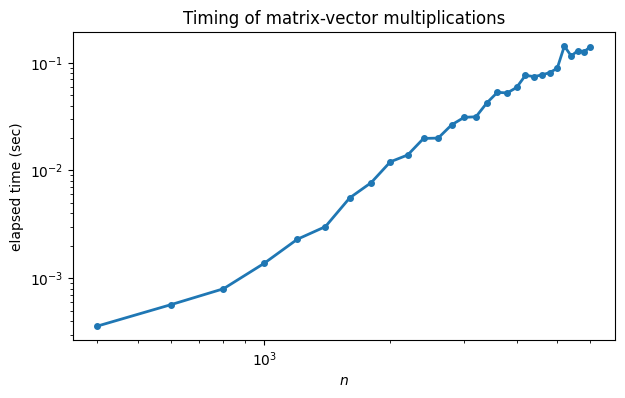 Timing of matrix-vector multiplications
elapsed time (sec)
10⁻¹
10⁻²
10⁻³
10³
n